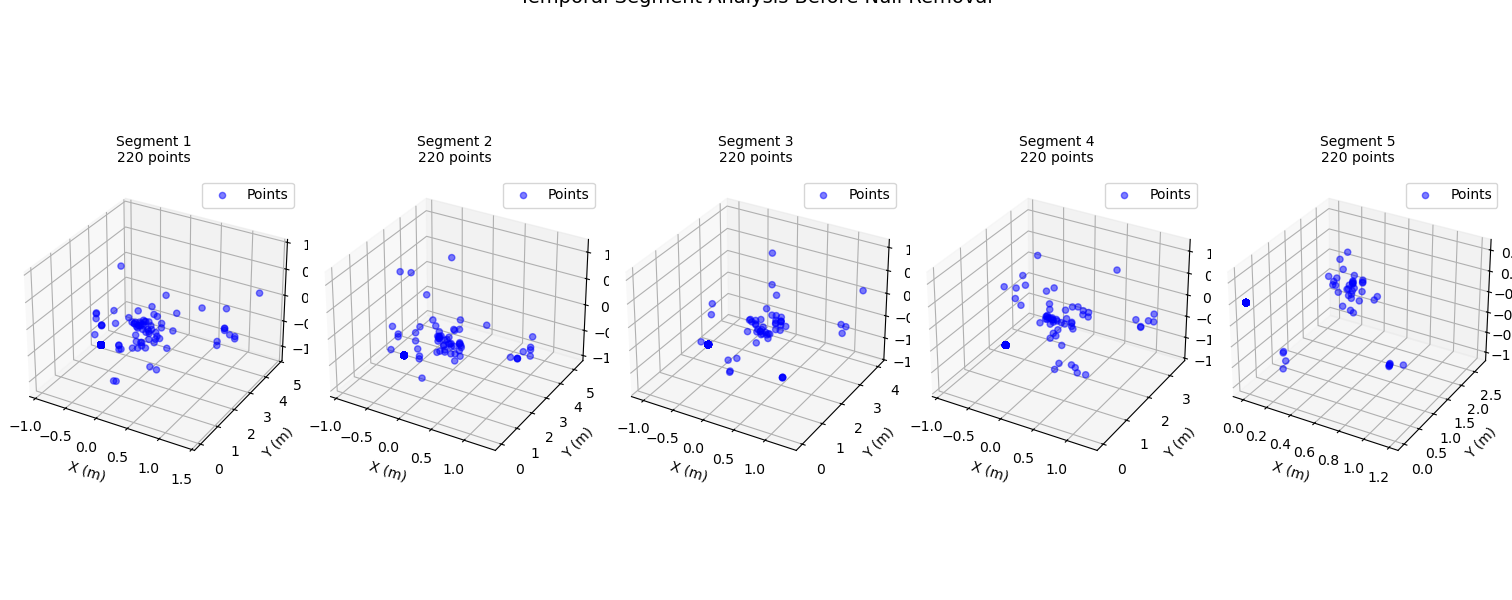 Temporal Segment Analysis Before Null Removal
Segment 1
220 points
Points
−1.0
−0.5
0.0
0.5
1.0
1.5
X (m)
0
1
2
3
4
5
Y (m)
Segment 2
220 points
Points
−1.0
−0.5
0.0
0.5
1.0
X (m)
0
1
2
3
4
5
Y (m)
Segment 3
220 points
Points
−1.0
−0.5
0.0
0.5
1.0
X (m)
0
1
2
3
4
Y (m)
Segment 4
220 points
Points
−1.0
−0.5
0.0
0.5
1.0
X (m)
0
1
2
3
Y (m)
Segment 5
220 points
Points
0.0
0.2
0.4
0.6
0.8
1.0
1.2
X (m)
0.0
0.5
1.0
1.5
2.0
2.5
Y (m)